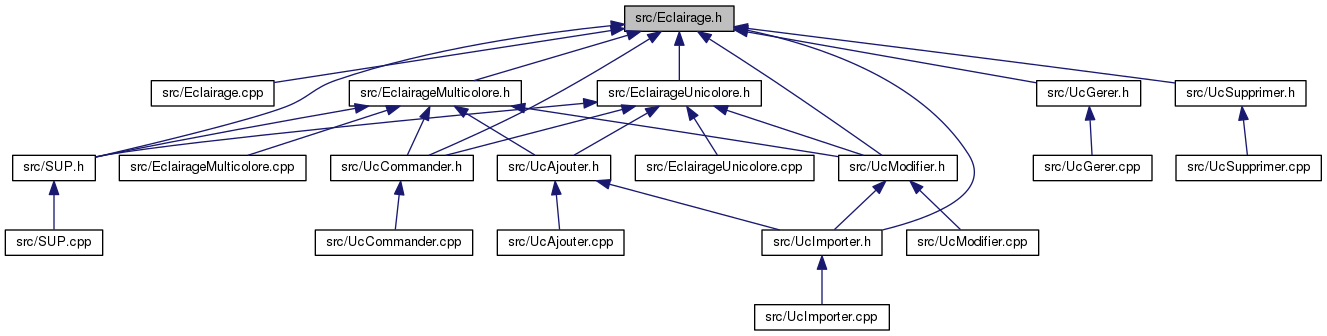 src/Eclairage.h
src/Eclairage.cpp
src/EclairageMulticolore.h
src/EclairageUnicolore.h
src/UcGerer.h
src/UcSupprimer.h
src/SUP.h
src/EclairageMulticolore.cpp
src/UcCommander.h
src/UcAjouter.h
src/EclairageUnicolore.cpp
src/UcModifier.h
src/UcGerer.cpp
src/UcSupprimer.cpp
src/SUP.cpp
src/UcCommander.cpp
src/UcAjouter.cpp
src/UcImporter.h
src/UcModifier.cpp
src/UcImporter.cpp